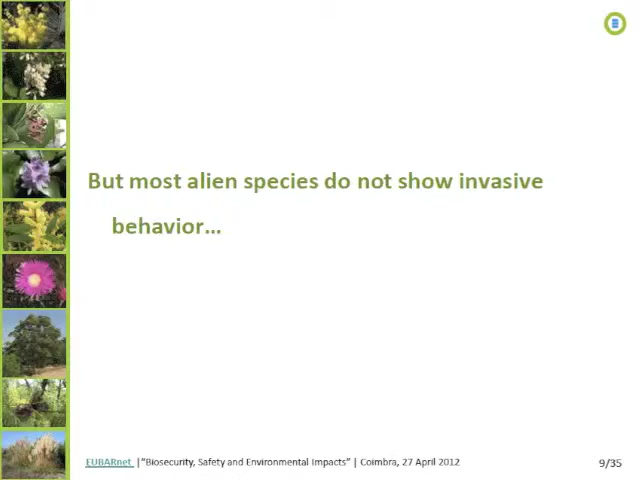 But most alien species do not show invasive
behavior...
EUBARnet |"Biosecurity, Safety and Environmental Impacts" | Coimbra, 27 April 2012
9/35